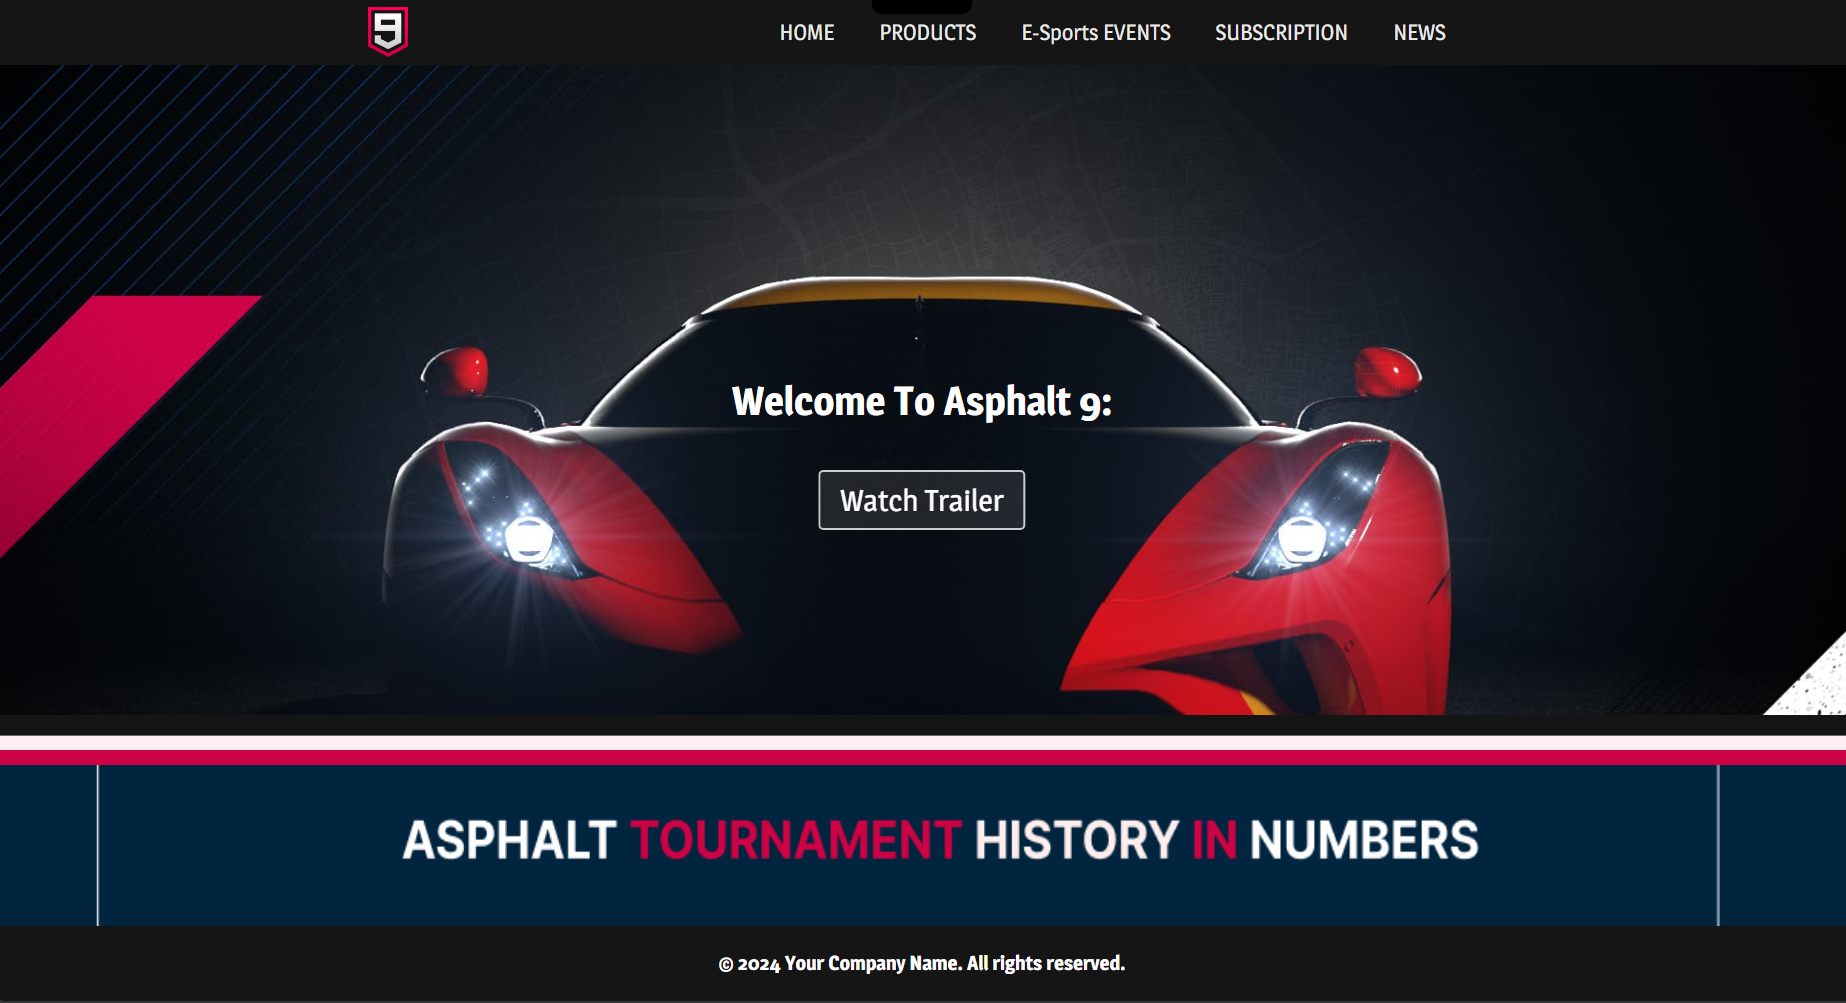 9 HOME PRODUCTS E-Sports EVENTS SUBSCRIPTION NEWS
Welcome To Asphalt 9:
Watch Trailer
ASPHALT TOURNAMENT HISTORY IN NUMBERS
© 2024 Your Company Name. All rights reserved.